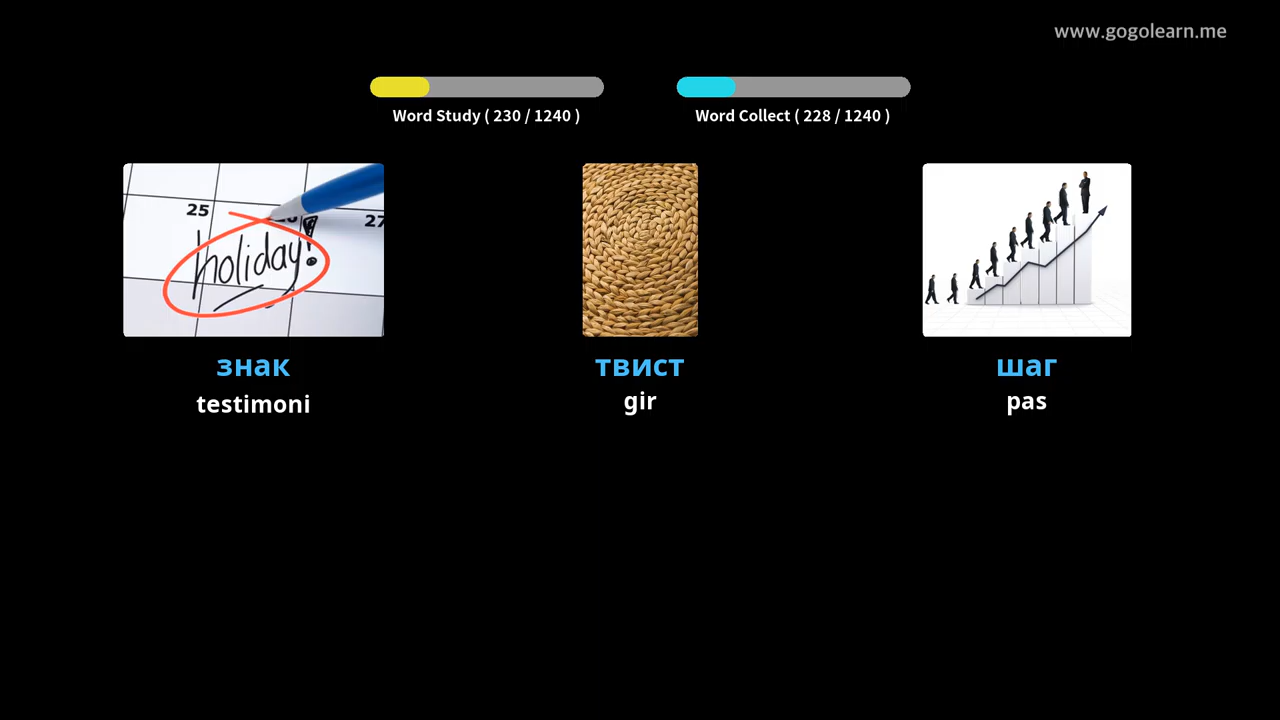 www.gogolearn.me
Word Study ( 230 / 1240 )
Word Collect ( 228 / 1240 )
25
27
holiday!
знак
твист
шаг
testimoni
gir
pas